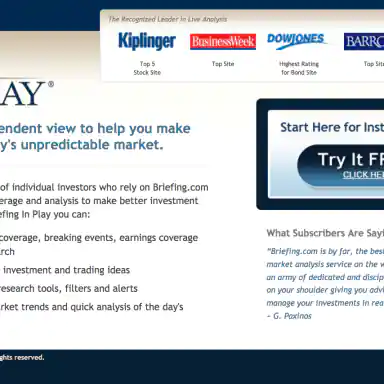 The Recognized Leader in Live Analysis
Kiplinger BusinessWeek DOWJONES BARRO
Top 5 Top Site Highest Rating Top Site
Stock Site for Bond Site
AY®
endent view to help you make
y's unpredictable market.
of individual investors who rely on Briefing.com
erage and analysis to make better investment
efing In Play you can:
coverage, breaking events, earnings coverage
rch
investment and trading ideas
research tools, filters and alerts
rket trends and quick analysis of the day's
Start Here for Inst
Try It FR
CLICK HE
What Subscribers Are Sayi
"Briefing.com is by far, the best
market analysis service on the w
an army of dedicated and discip
on your shoulder giving you advi
manage your investments in rea
~ G. Paxinos
ghts reserved.